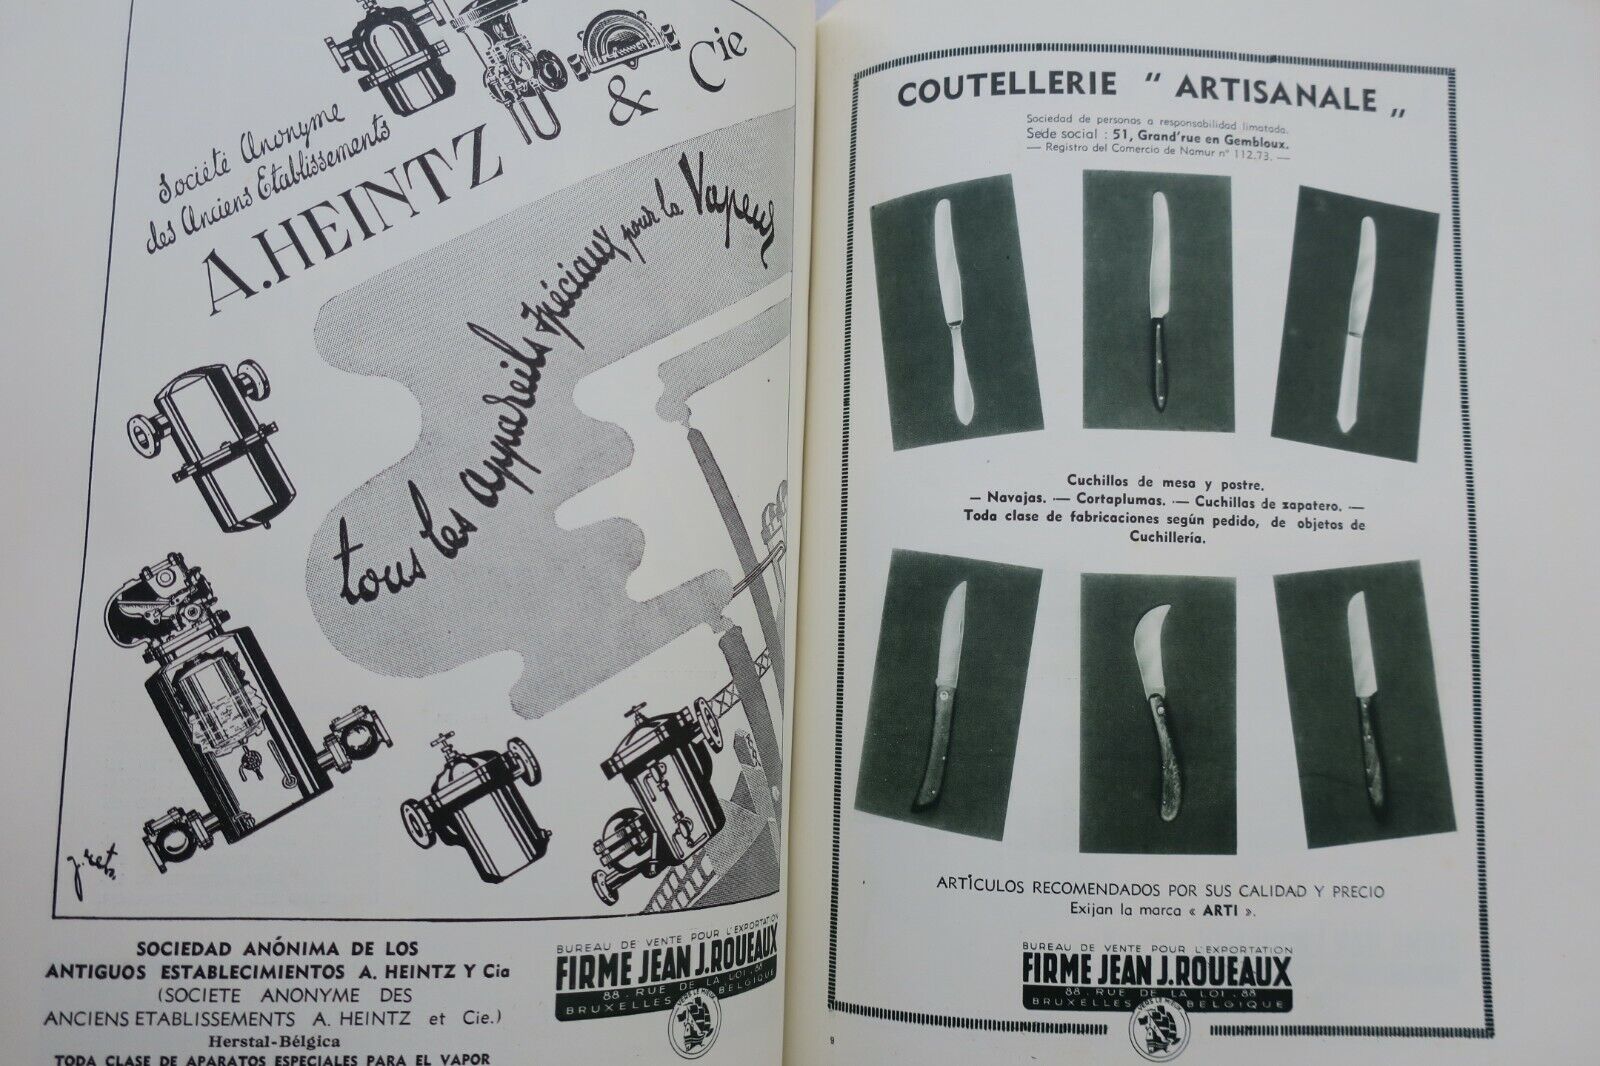 Société Anonyme
des Anciens Etablissements
A. HEINTZ & Cie
tous les appareils spéciaux pour la Vapeur
SOCIEDAD ANÓNIMA DE LOS
ANTIGUOS ESTABLECIMIENTOS A. HEINTZ Y Cia
(SOCIETE ANONYME DES
ANCIENS ETABLISSEMENTS A. HEINTZ et Cie.)
Herstal-Bélgica
TODA CLASE DE APARATOS ESPECIALES PARA EL VAPOR
BUREAU DE VENTE POUR L'EXPORTATION
FIRME JEAN J. ROUEAUX
88. RUE DE LA LOI. 88
BRUXELLES BELGIQUE
COUTELLERIE " ARTISANALE „
Sociedad de personas a responsabilidad limatada.
Sede social : 51, Grand'rue en Gembloux.
— Registro del Comercio de Namur n° 112.73. —
Cuchillos de mesa y postre.
— Navajas. — Cortaplumas. — Cuchillas de zapatero. —
Toda clase de fabricaciones según pedido, de objetos de
Cuchillería.
ARTÍCULOS RECOMENDADOS POR SUS CALIDAD Y PRECIO
Exijan la marca « ARTI ».
BUREAU DE VENTE POUR L'EXPORTATION
FIRME JEAN J. ROUEAUX
88. RUE DE LA LOI. 88
BRUXELLES BELGIQUE
9